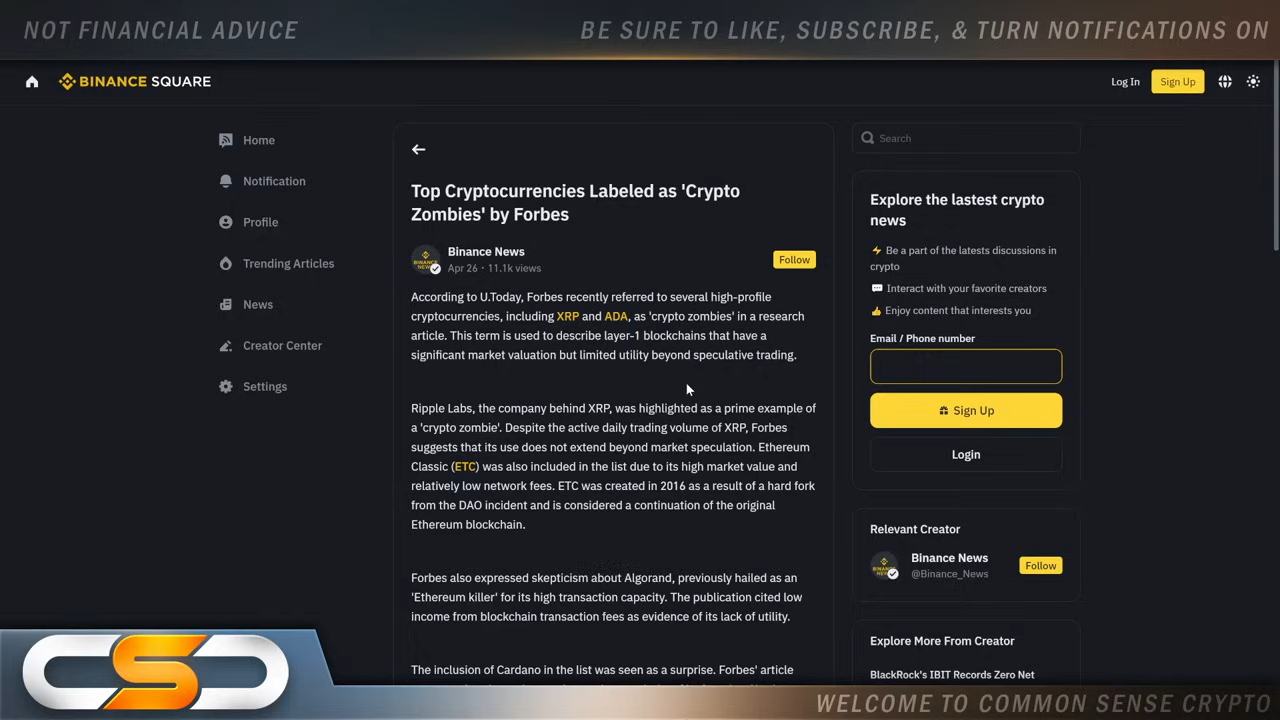 NOT FINANCIAL ADVICE
BE SURE TO LIKE, SUBSCRIBE, & TURN NOTIFICATIONS ON
BINANCE SQUARE
Log In
Sign Up
Home
Notification
Profile
Trending Articles
News
Creator Center
Settings
Top Cryptocurrencies Labeled as 'Crypto
Zombies' by Forbes
Binance News
Apr 26 · 11.1k views
Follow
According to U.Today, Forbes recently referred to several high-profile
cryptocurrencies, including XRP and ADA, as 'crypto zombies' in a research
article. This term is used to describe layer-1 blockchains that have a
significant market valuation but limited utility beyond speculative trading.
Ripple Labs, the company behind XRP, was highlighted as a prime example of
a 'crypto zombie'. Despite the active daily trading volume of XRP, Forbes
suggests that its use does not extend beyond market speculation. Ethereum
Classic (ETC) was also included in the list due to its high market value and
relatively low network fees. ETC was created in 2016 as a result of a hard fork
from the DAO incident and is considered a continuation of the original
Ethereum blockchain.
Forbes also expressed skepticism about Algorand, previously hailed as an
'Ethereum killer' for its high transaction capacity. The publication cited low
income from blockchain transaction fees as evidence of its lack of utility.
The inclusion of Cardano in the list was seen as a surprise. Forbes' article
Search
Explore the lastest crypto
news
Be a part of the latests discussions in
crypto
Interact with your favorite creators
Enjoy content that interests you
Email / Phone number
Sign Up
Login
Relevant Creator
Binance News
@Binance_News
Follow
Explore More From Creator
BlackRock's IBIT Records Zero Net
CSC
WELCOME TO COMMON SENSE CRYPTO